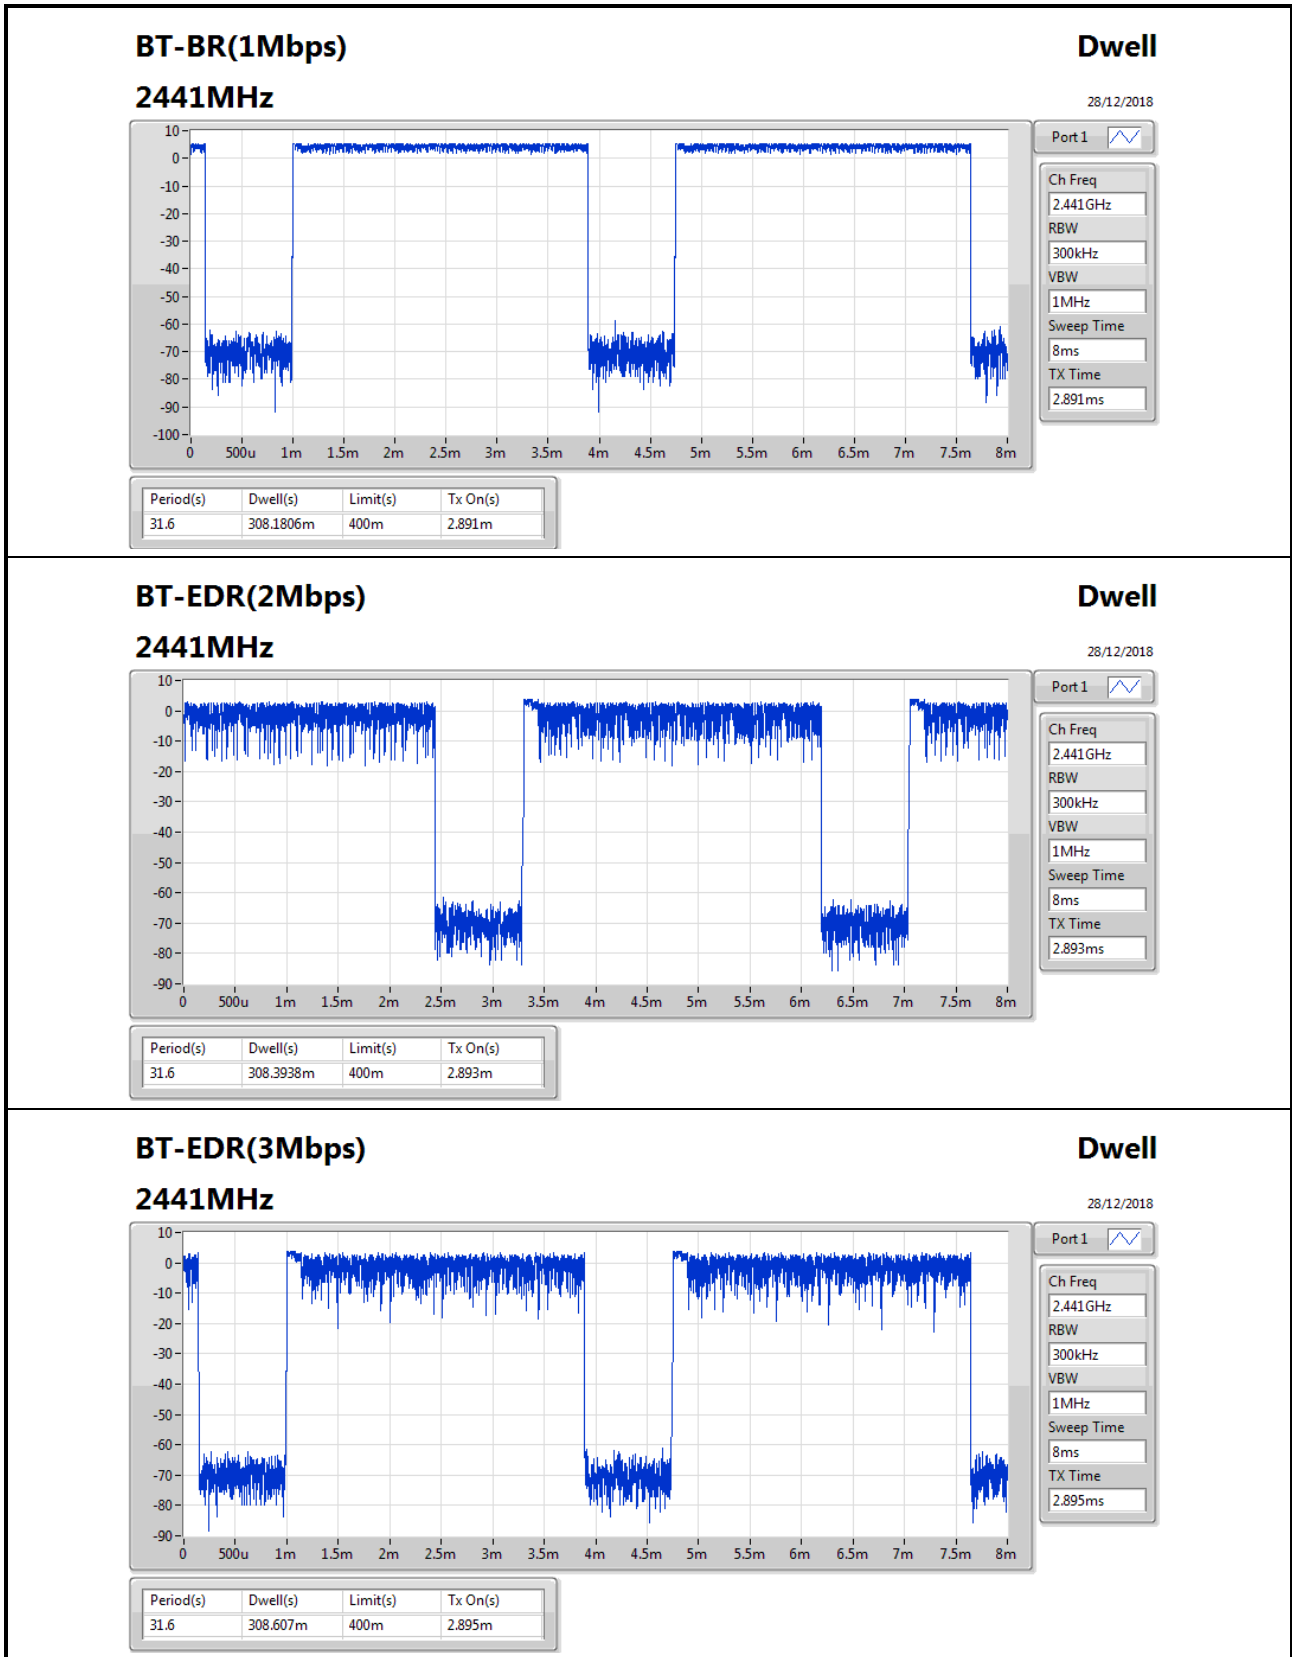 BT-BR(1Mbps) Dwell
2441MHz 28/12/2018
Port 1
10
0
-10
-20
-30
-40
-50
-60
-70
-80
-90
-100
0 500u 1m 1.5m 2m 2.5m 3m 3.5m 4m 4.5m 5m 5.5m 6m 6.5m 7m 7.5m 8m
Ch Freq
2.441GHz
RBW
300kHz
VBW
1MHz
Sweep Time
8ms
TX Time
2.891ms
Period(s) Dwell(s) Limit(s) Tx On(s)
31.6 308.1806m 400m 2.891m
BT-EDR(2Mbps) Dwell
2441MHz 28/12/2018
Port 1
10
0
-10
-20
-30
-40
-50
-60
-70
-80
-90
0 500u 1m 1.5m 2m 2.5m 3m 3.5m 4m 4.5m 5m 5.5m 6m 6.5m 7m 7.5m 8m
Ch Freq
2.441GHz
RBW
300kHz
VBW
1MHz
Sweep Time
8ms
TX Time
2.893ms
Period(s) Dwell(s) Limit(s) Tx On(s)
31.6 308.3938m 400m 2.893m
BT-EDR(3Mbps) Dwell
2441MHz 28/12/2018
Port 1
10
0
-10
-20
-30
-40
-50
-60
-70
-80
-90
0 500u 1m 1.5m 2m 2.5m 3m 3.5m 4m 4.5m 5m 5.5m 6m 6.5m 7m 7.5m 8m
Ch Freq
2.441GHz
RBW
300kHz
VBW
1MHz
Sweep Time
8ms
TX Time
2.895ms
Period(s) Dwell(s) Limit(s) Tx On(s)
31.6 308.607m 400m 2.895m